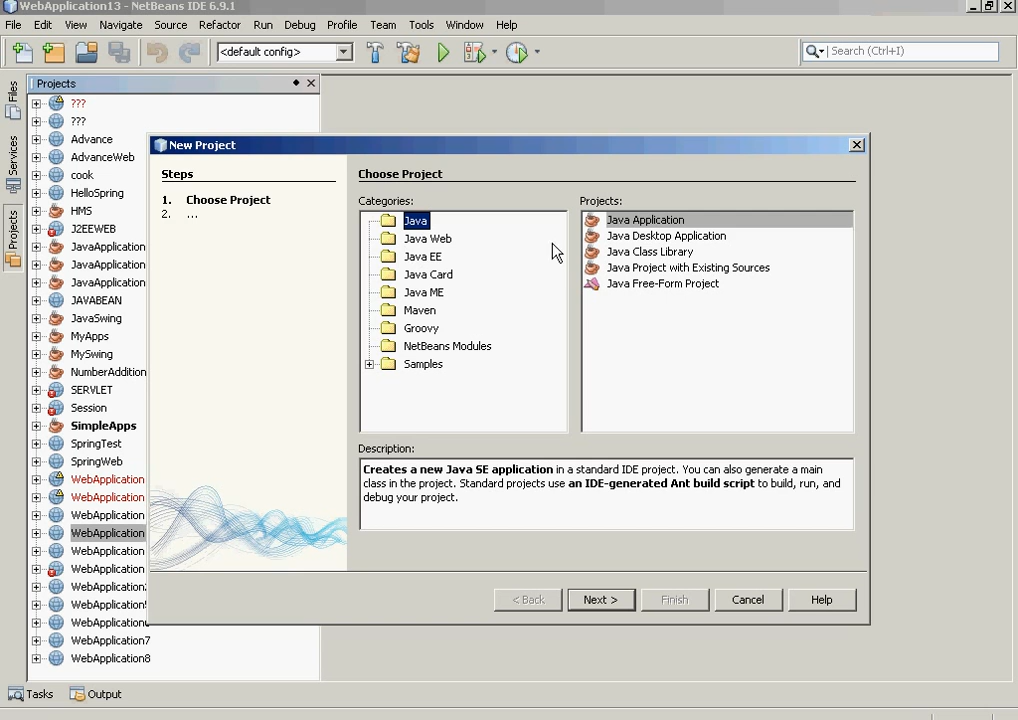 WebApplication13 - NetBeans IDE 6.9.1
File Edit View Navigate Source Refactor Run Debug Profile Team Tools Window Help
<default config>
Search (Ctrl+I)
Files
Services
Projects
Projects
???
???
Advance
AdvanceWeb
cook
HelloSpring
HMS
J2EEWEB
JavaApplication
JavaApplication
JavaApplication
JAVABEAN
JavaSwing
MyApps
MySwing
NumberAddition
SERVLET
Session
SimpleApps
SpringTest
SpringWeb
WebApplication
WebApplication
WebApplication
WebApplication
WebApplication
WebApplication
WebApplication
WebApplication
WebApplication
WebApplication7
WebApplication8
New Project
Steps
1. Choose Project
2. ...
Choose Project
Categories:
Java
Java Web
Java EE
Java Card
Java ME
Maven
Groovy
NetBeans Modules
Samples
Projects:
Java Application
Java Desktop Application
Java Class Library
Java Project with Existing Sources
Java Free-Form Project
Description:
Creates a new Java SE application in a standard IDE project. You can also generate a main
class in the project. Standard projects use an IDE-generated Ant build script to build, run, and
debug your project.
< Back Next > Finish Cancel Help
Tasks Output